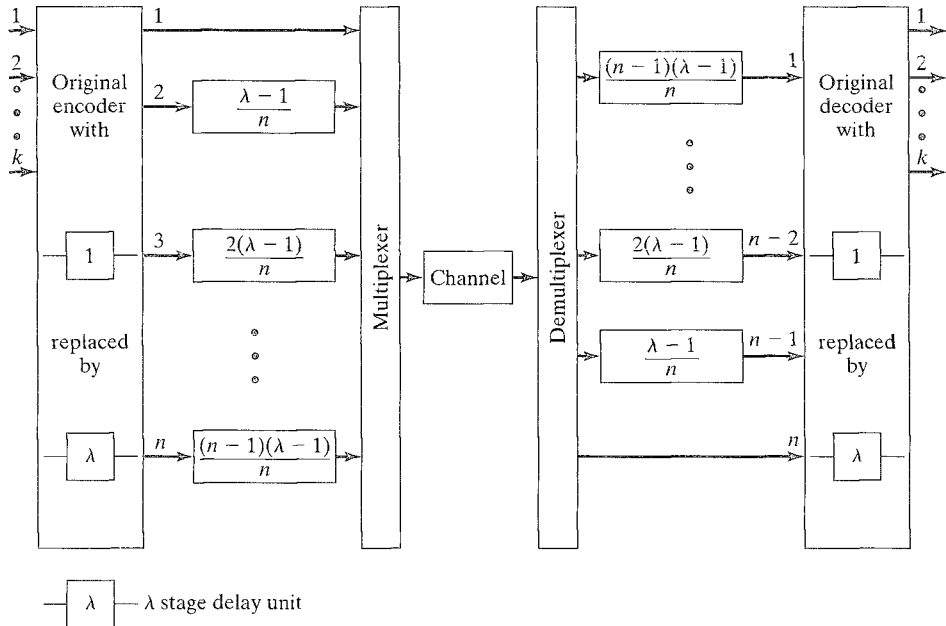 1
2
k
Original
encoder
with
1
replaced
by
λ
1
2
3
n
λ − 1
n
2(λ − 1)
n
(n − 1)(λ − 1)
n
Multiplexer
Channel
Demultiplexer
(n − 1)(λ − 1)
n
2(λ − 1)
n
λ − 1
n
1
n − 2
n − 1
n
Original
decoder
with
1
replaced
by
λ
1
2
k
λ
λ stage delay unit